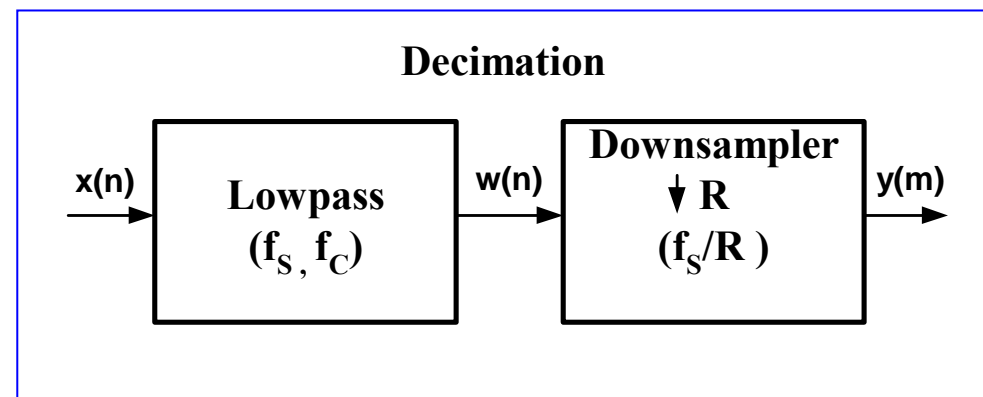 Decimation
x(n)
Lowpass
(fS , fC)
w(n)
Downsampler
↓ R
(fS/R )
y(m)